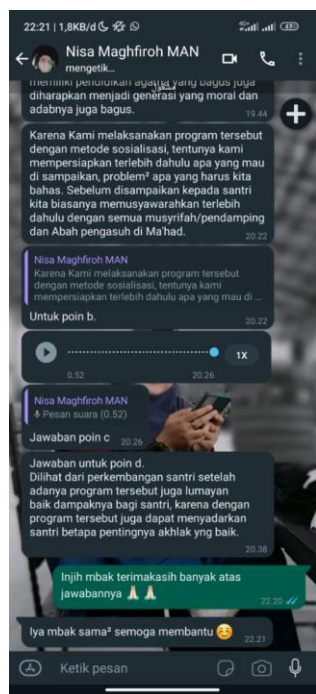 22:21 | 1,8KB/d
Nisa Maghfiroh MAN
mengetik...
memiliki pendidikan agama yang bagus juga
diharapkan menjadi generasi yang moral dan
adabnya juga bagus.
19.44
Karena Kami melaksanakan program tersebut
dengan metode sosialisasi, tentunya kami
mempersiapkan terlebih dahulu apa yang mau
di sampaikan, problem² apa yang harus kita
bahas. Sebelum disampaikan kepada santri
kita biasanya memusyawarahkan terlebih
dahulu dengan semua musyrifah/pendamping
dan Abah pengasuh di Ma'had.
20.22
Nisa Maghfiroh MAN
Karena Kami melaksanakan program tersebut
dengan metode sosialisasi, tentunya kami
mempersiapkan terlebih dahulu apa yang mau di ...
Untuk poin b.
20.22
1X
0.52
20.26
Nisa Maghfiroh MAN
Pesan suara (0.52)
Jawaban poin c
20.26
Jawaban untuk poin d.
Dilihat dari perkembangan santri setelah
adanya program tersebut juga lumayan
baik dampaknya bagi santri, karena dengan
program tersebut juga dapat menyadarkan
santri betapa pentingnya akhlak yng baik.
20.38
Injih mbak terimakasih banyak atas
jawabannya 🙏🏻 🙏🏻
22.20
Iya mbak sama² semoga membantu ☺️
22.21
Ketik pesan